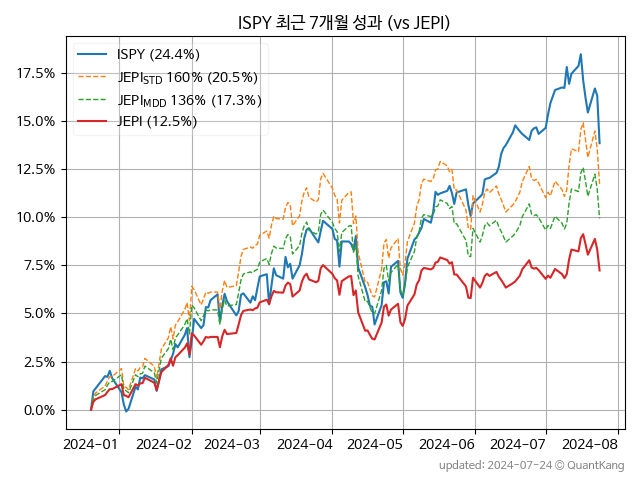 ISPY 최근 7개월 성과 (vs JEPI)
ISPY (24.4%)
JEPI_STD 160% (20.5%)
JEPI_MDD 136% (17.3%)
JEPI (12.5%)
17.5%
15.0%
12.5%
10.0%
7.5%
5.0%
2.5%
0.0%
2024-01 2024-02 2024-03 2024-04 2024-05 2024-06 2024-07 2024-08
updated: 2024-07-24 © QuantKang